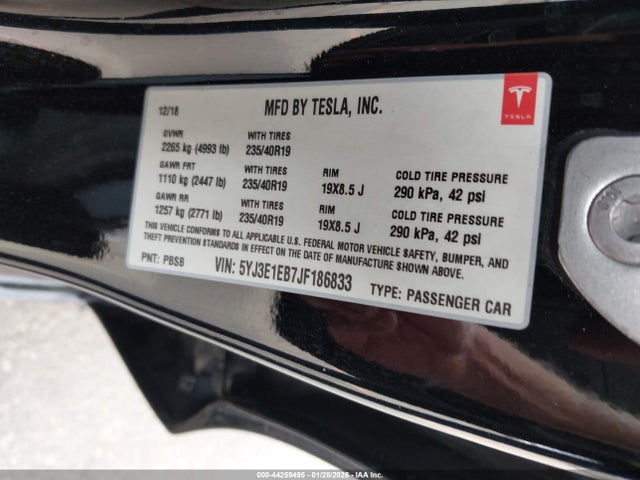 12/18 MFD BY TESLA, INC.
TESLA
GVWR WITH TIRES
2265 kg (4993 lb) 235/40R19
GAWR FRT WITH TIRES RIM COLD TIRE PRESSURE
1110 kg (2447 lb) 235/40R19 19X8.5 J 290 kPa, 42 psi
GAWR RR WITH TIRES RIM COLD TIRE PRESSURE
1257 kg (2771 lb) 235/40R19 19X8.5 J 290 kPa, 42 psi
THIS VEHICLE CONFORMS TO ALL APPLICABLE U.S. FEDERAL MOTOR VEHICLE SAFETY, BUMPER, AND
THEFT PREVENTION STANDARDS IN EFFECT ON THE DATE OF MANUFACTURE SHOWN ABOVE.
PNT: PBSB VIN: 5YJ3E1EB7JF186833 TYPE: PASSENGER CAR
000-44259495 - 01/28/2026 - IAAI.COM